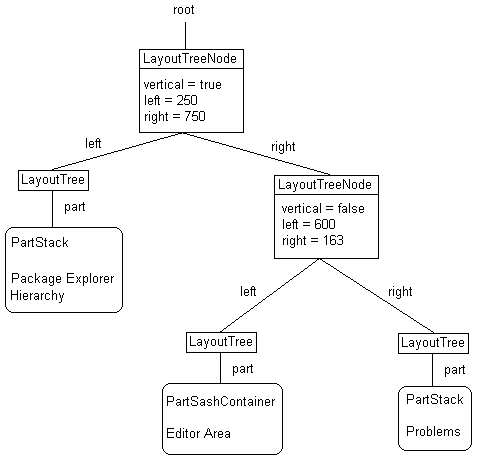 root
LayoutTreeNode
vertical = true
left = 250
right = 750
left
right
LayoutTree
part
PartStack
Package Explorer
Hierarchy
LayoutTreeNode
vertical = false
left = 600
right = 163
left
right
LayoutTree
part
PartSashContainer
Editor Area
LayoutTree
part
PartStack
Problems